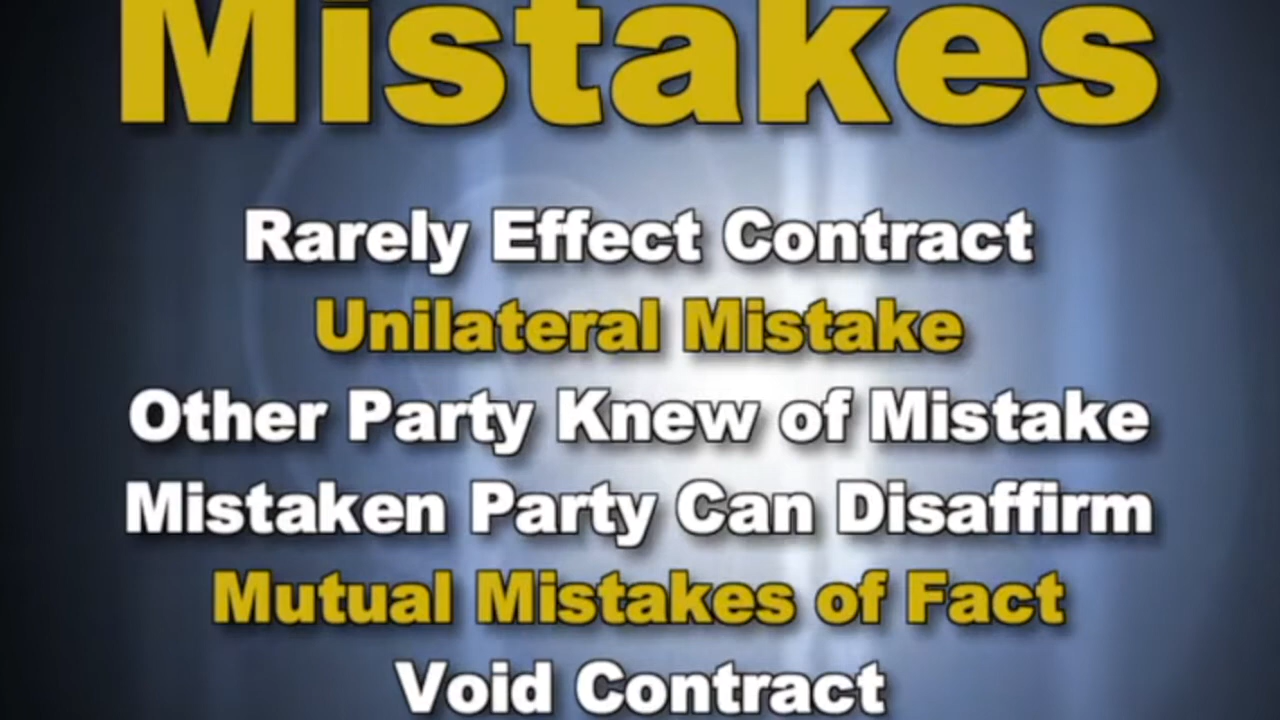 Mistakes
Rarely Effect Contract
Unilateral Mistake
Other Party Knew of Mistake
Mistaken Party Can Disaffirm
Mutual Mistakes of Fact
Void Contract